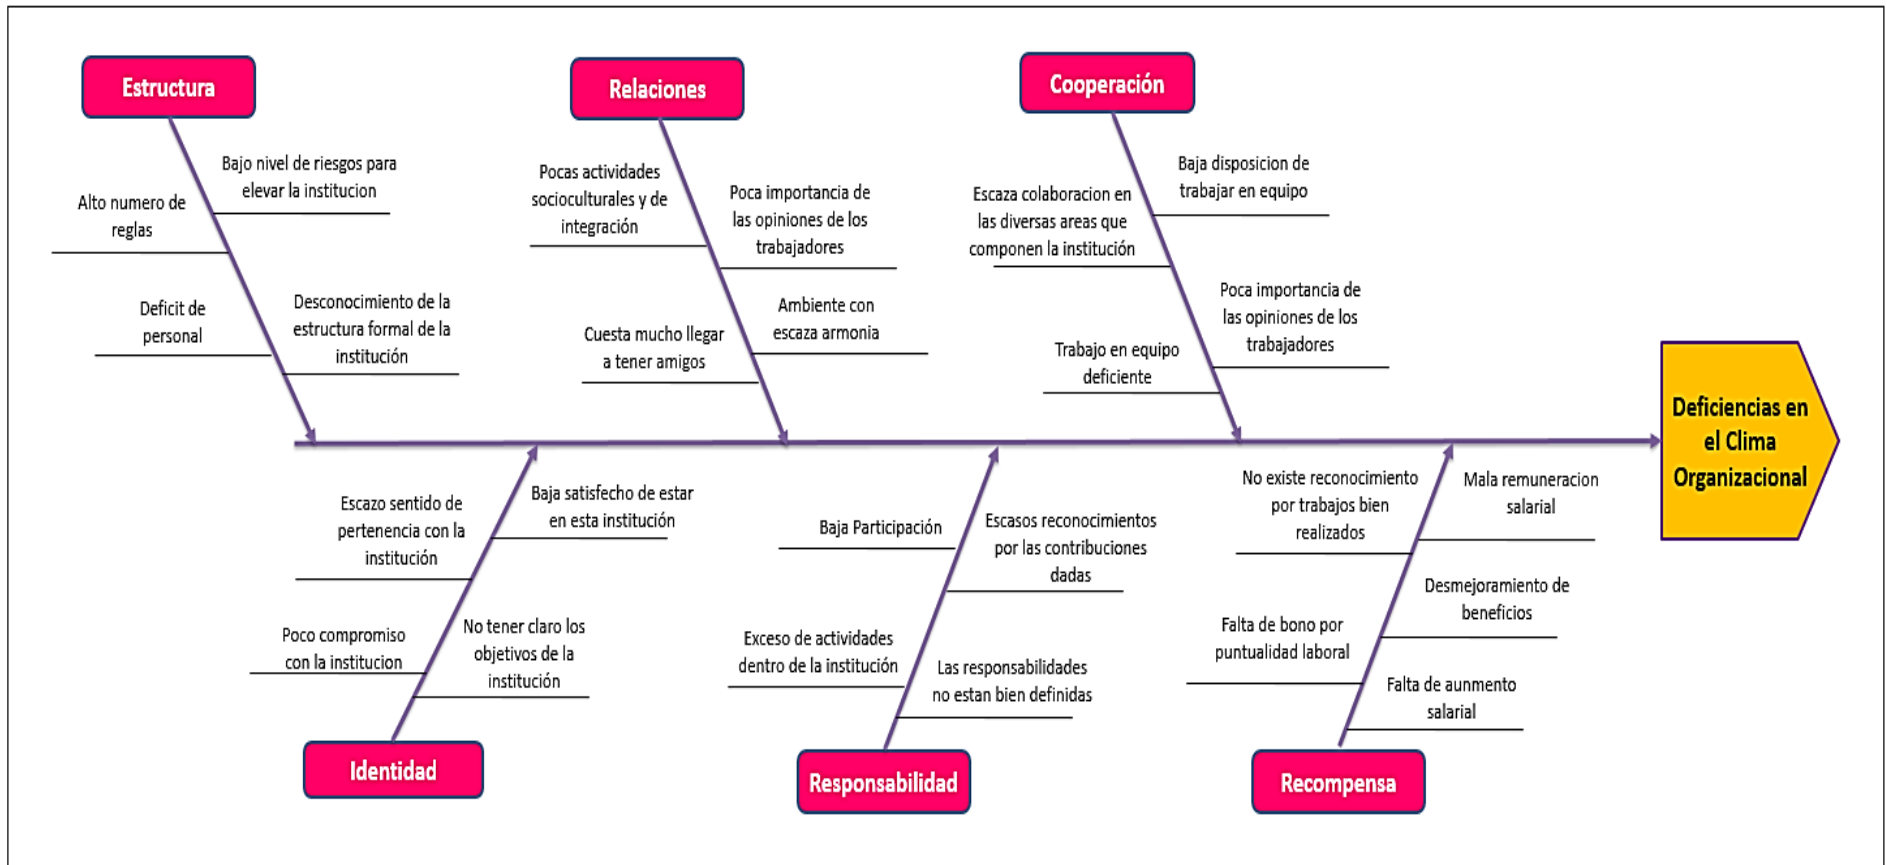 Estructura
Bajo nivel de riesgos para
elevar la institucion
Alto numero de
reglas
Deficit de
personal
Desconocimiento de la
estructura formal de la
institución
Relaciones
Pocas actividades
socioculturales y de
integración
Poca importancia de
las opiniones de los
trabajadores
Cuesta mucho llegar
a tener amigos
Ambiente con
escaza armonia
Cooperación
Escaza colaboracion en
las diversas areas que
componen la institución
Baja disposicion de
trabajar en equipo
Trabajo en equipo
deficiente
Poca importancia de
las opiniones de los
trabajadores
Deficiencias en
el Clima
Organizacional
Escazo sentido de
pertenencia con la
institución
Baja satisfecho de estar
en esta institución
Poco compromiso
con la institucion
No tener claro los
objetivos de la
institución
Identidad
Baja Participación
Escasos reconocimientos
por las contribuciones
dadas
Exceso de actividades
dentro de la institución
Las responsabilidades
no estan bien definidas
Responsabilidad
No existe reconocimiento
por trabajos bien
realizados
Mala remuneracion
salarial
Desmejoramiento de
beneficios
Falta de bono por
puntualidad laboral
Falta de aunmento
salarial
Recompensa